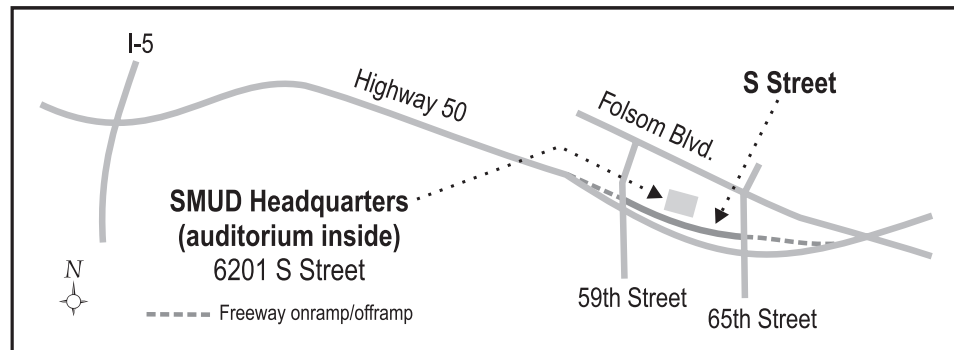 I-5
Highway 50
Folsom Blvd.
S Street
SMUD Headquarters
(auditorium inside)
6201 S Street
N
Freeway onramp/offramp
59th Street
65th Street